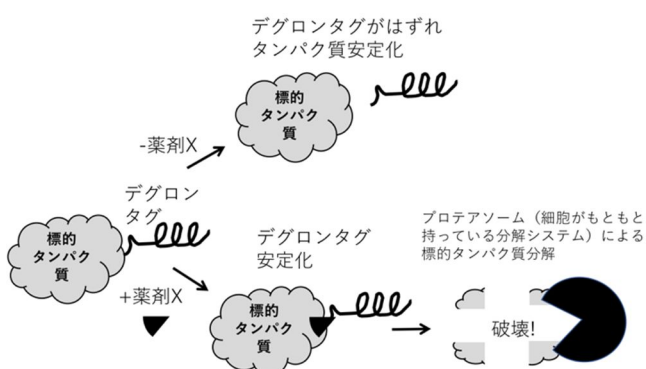 デグロンタグがはずれ
タンパク質安定化
標的
タンパク
質
-薬剤X
デグロン
タグ
標的
タンパク
質
+薬剤X
デグロンタグ
安定化
標的
タンパク
質
プロテアソーム（細胞がもともと
持っている分解システム）による
標的タンパク質分解
破壊!